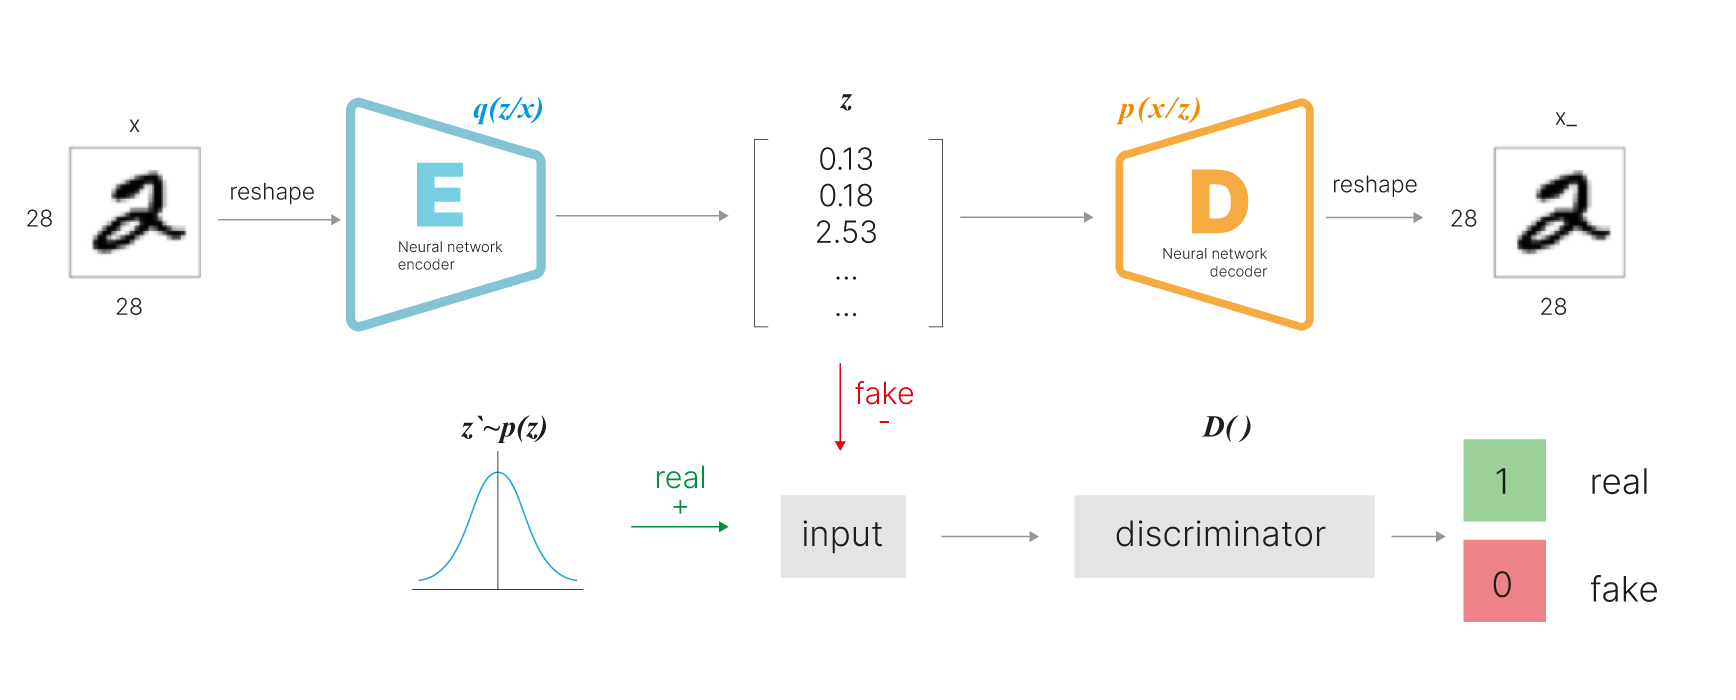 x
28
28
reshape
q(z/x)
E
Neural network
encoder
z
0.13
0.18
2.53
...
...
p(x/z)
D
Neural network
decoder
reshape
x_
28
28
fake
-
z`~p(z)
real
+
input
D( )
discriminator
1
real
0
fake